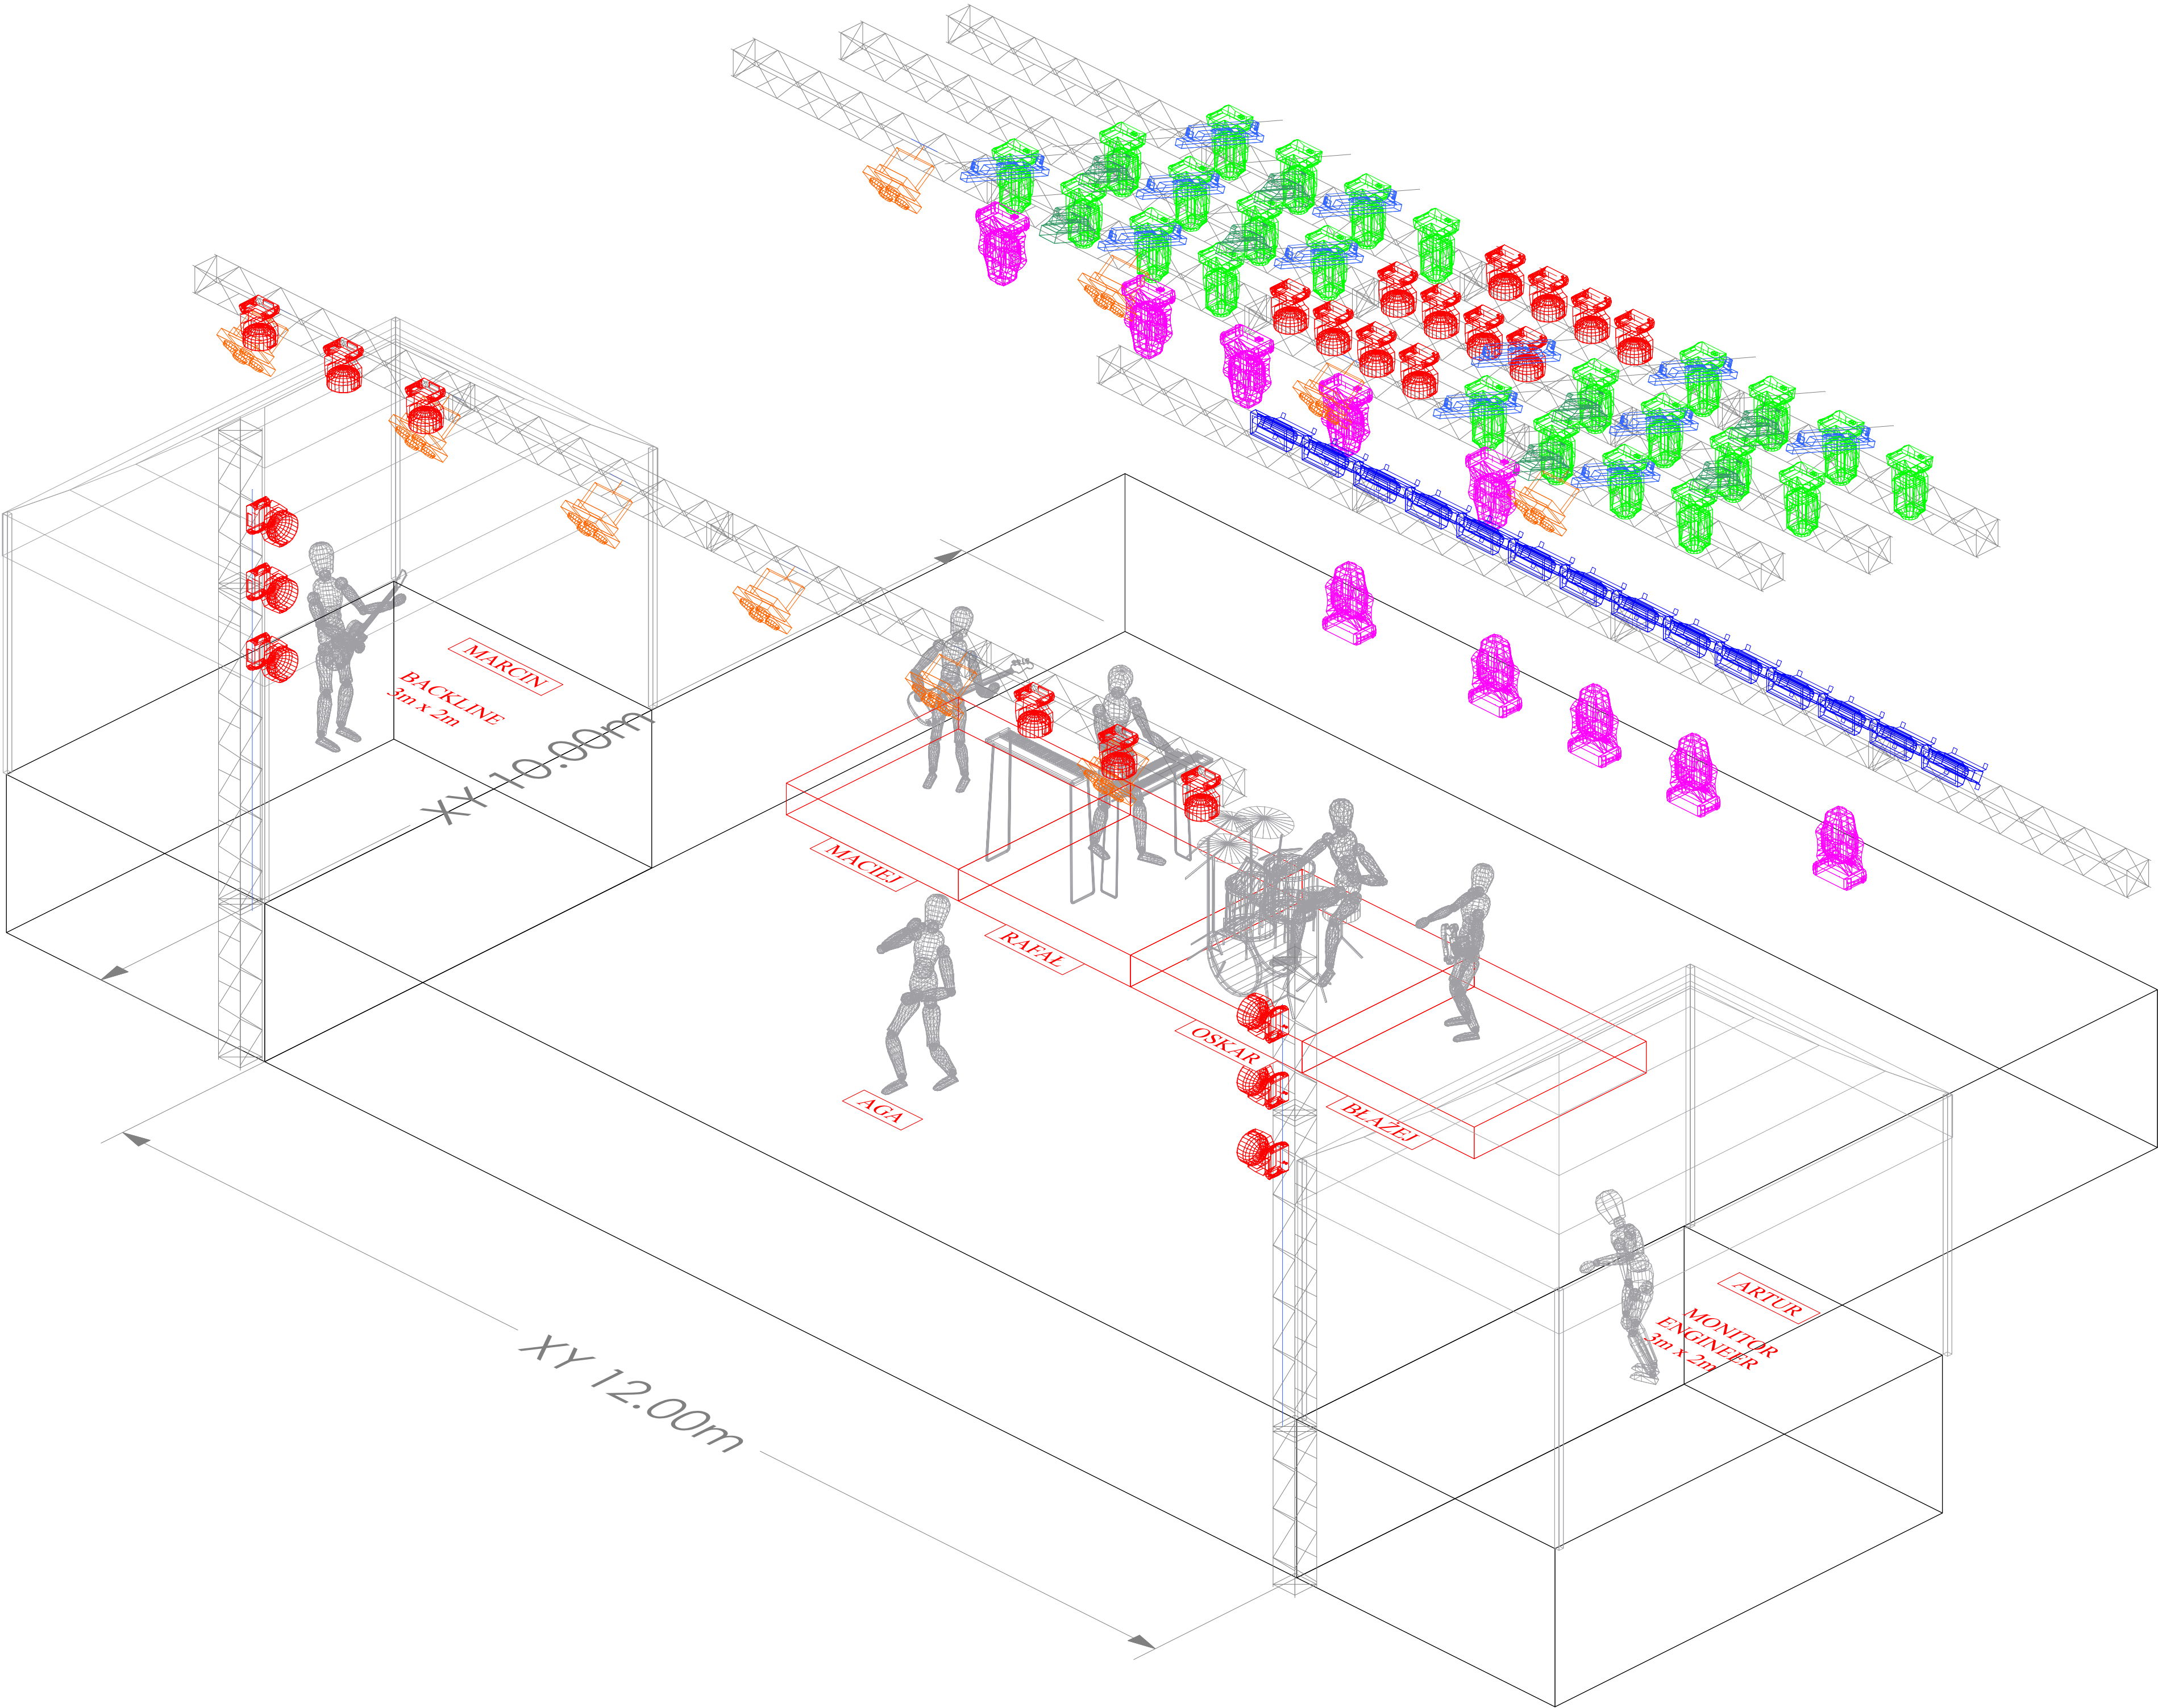 MARCIN
BACKLINE
3m x 2m
XY 10.00m
MACIEJ
RAFAŁ
OSKAR
BŁAŻEJ
AGA
ARTUR
MONITOR
ENGINEER
3m x 2m
XY 12.00m